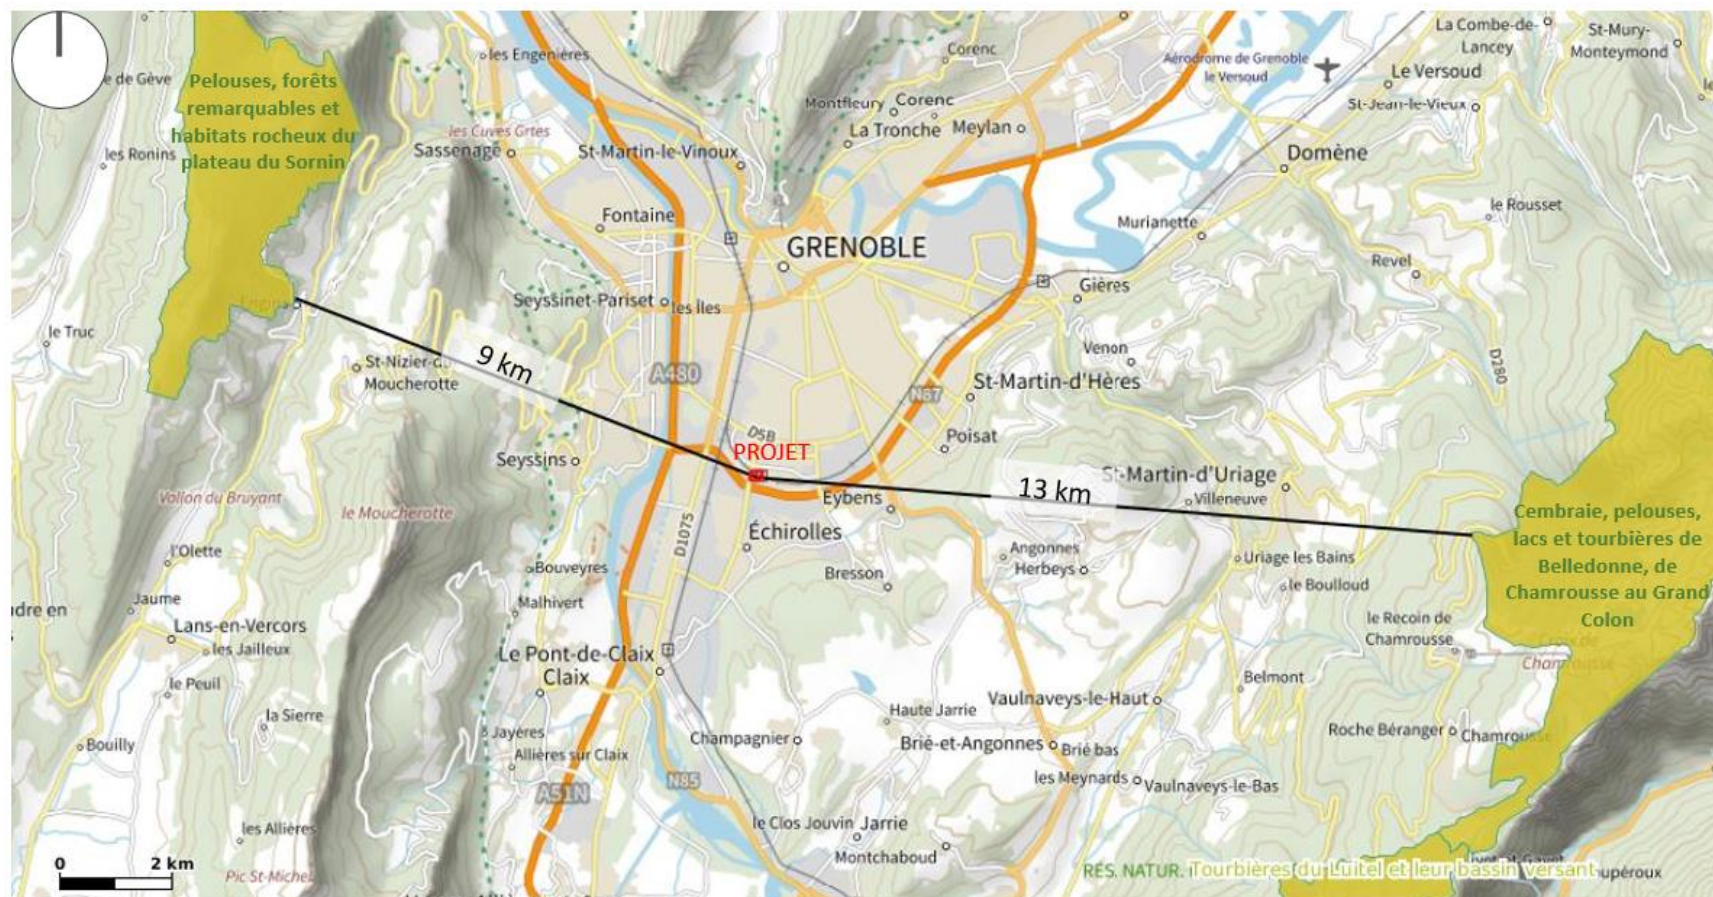 les Engenières
Corenc
Aérodrome de Grenoble
le Versoud
La Combe-de-
Lancey
St-Mury-
Monteymond
Le Versoud
St-Jean-le-Vieux
e de Gève
Pelouses, forêts
remarquables et
habitats rocheux du
plateau du Sornin
les Ronins
les Cuves Grtes
Sassenage
St-Martin-le-Vinoux
Montfleury
Corenc
La Tronche
Meylan
Domène
Fontaine
GRENOBLE
Murianette
le Rousset
Revel
Seyssinet-Pariset
les Îles
Gières
Engins
le Truc
St-Nizier-du
Moucherotte
9 km
A480
Venon
St-Martin-d'Hères
D280
N87
D5B
Poisat
PROJET
Seyssins
Vallon du Bruyant
le Moucherotte
13 km
St-Martin-d'Uriage
Villeneuve
Eybens
Échirolles
D1075
Cembraie, pelouses,
lacs et tourbières de
Belledonne, de
Chamrousse au Grand
Colon
l'Olette
Bouveyres
Angonnes
Herbeys
Uriage les Bains
Bresson
le Boulloud
dre en
Jaume
Malhivert
Lans-en-Vercors
les Jailleux
le Recoin de
Chamrousse
Croix de
Chamrousse
Le Pont-de-Claix
Claix
le Peuil
Belmont
Vaulnaveys-le-Haut
la Sierre
Haute Jarrie
Jayères
Bouilly
Allières sur Claix
Champagnier
Brié-et-Angonnes
Brié bas
Roche Béranger
Chamrousse
les Meynards
Vaulnaveys-le-Bas
A51N
N85
les Allières
le Clos Jouvin
Jarrie
Montchaboud
0
2 km
Pic St-Michel
RÉS. NATUR.
Tourbières du Luitel et leur bassin versant
upéroux